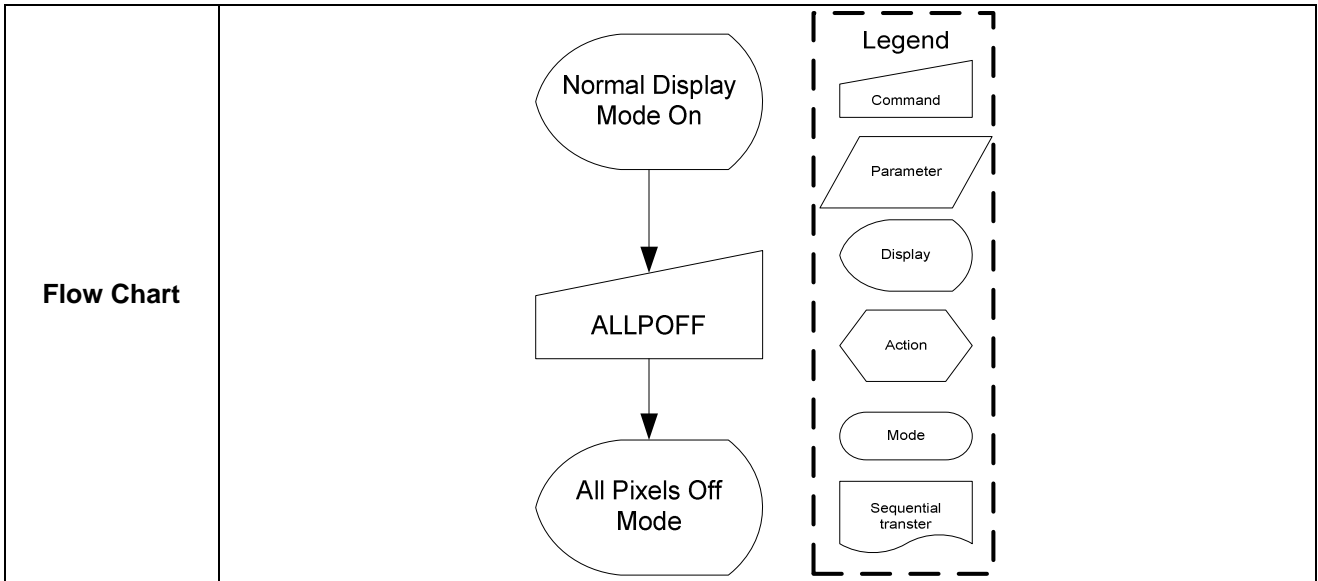 Flow Chart
Normal Display
Mode On
ALLPOFF
All Pixels Off
Mode
Legend
Command
Parameter
Display
Action
Mode
Sequential
transter